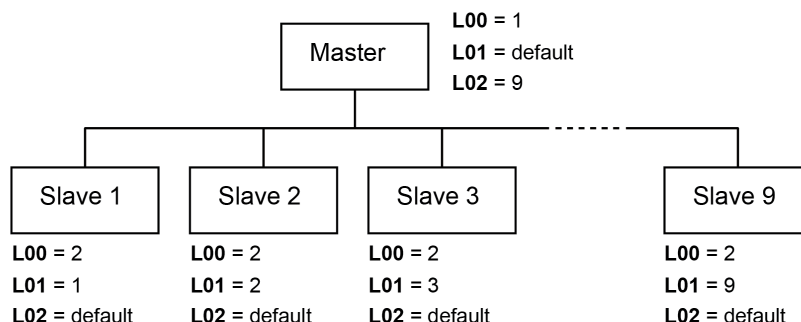 Master
L00 = 1
L01 = default
L02 = 9
Slave 1
L00 = 2
L01 = 1
L02 = default
Slave 2
L00 = 2
L01 = 2
L02 = default
Slave 3
L00 = 2
L01 = 3
L02 = default
Slave 9
L00 = 2
L01 = 9
L02 = default